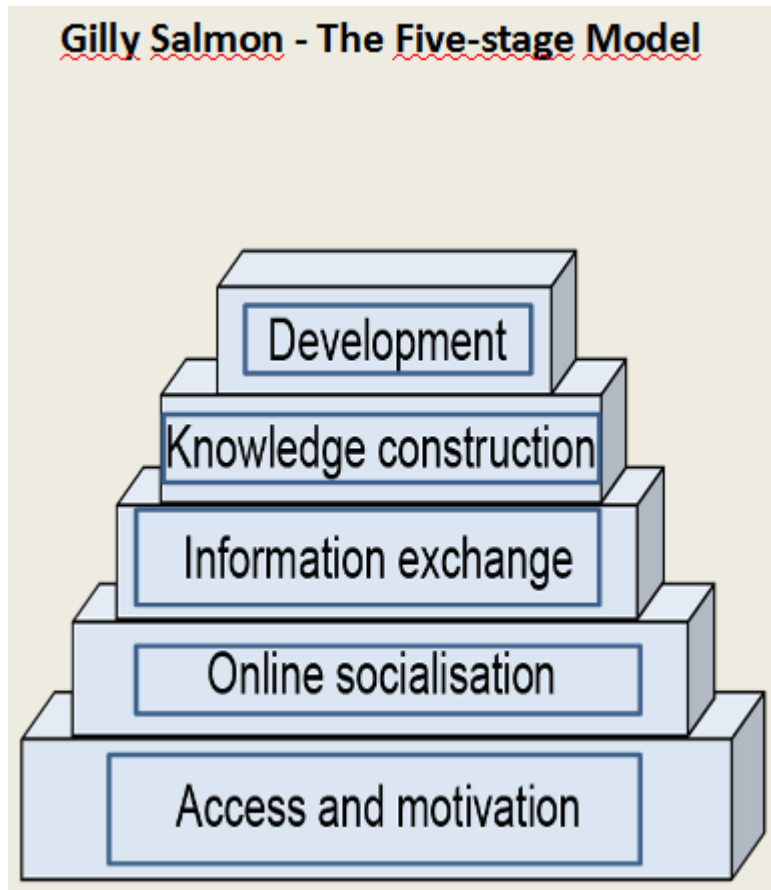 Gilly Salmon - The Five-stage Model
Development
Knowledge construction
Information exchange
Online socialisation
Access and motivation